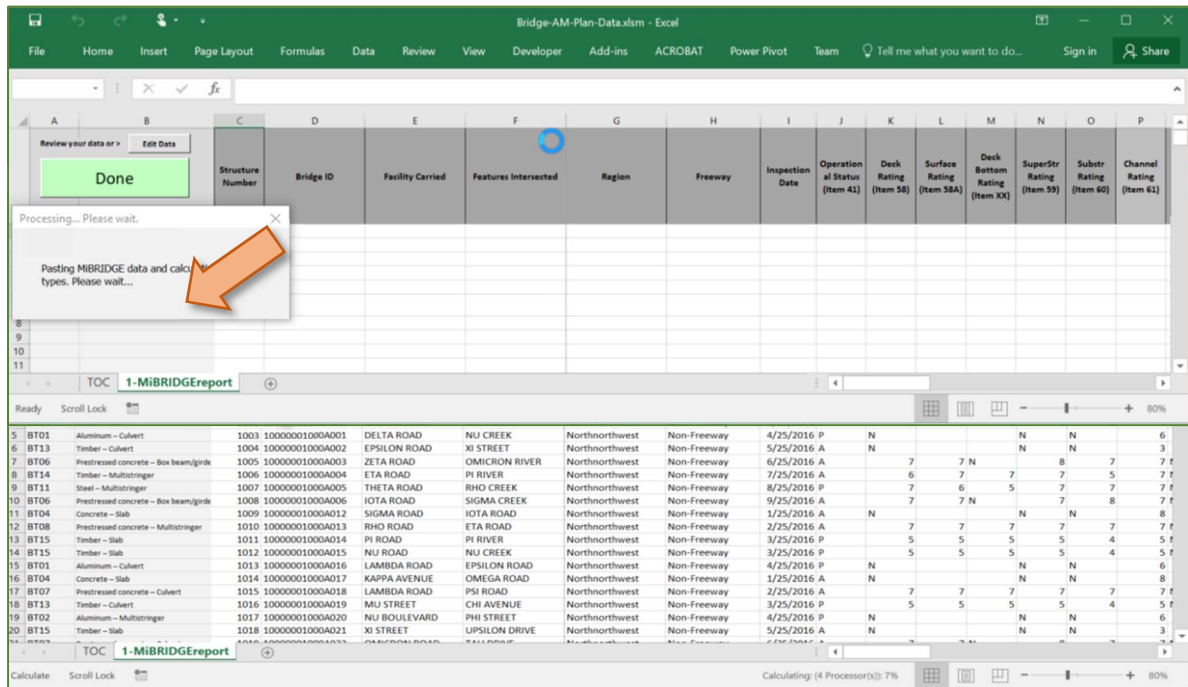 Bridge-AM-Plan-Data.xlsm - Excel
File Home Insert Page Layout Formulas Data Review View Developer Add-ins ACROBAT Power Pivot Team Tell me what you want to do... Sign in Share
fx
A B C D E F G H I J K L M N O P
Review your data or > Edit Data
Done
Structure Number
Bridge ID
Facility Carried
Features Intersected
Region
Freeway
Inspection Date
Operational Status (Item 41)
Deck Rating (Item 58)
Surface Rating (Item 58A)
Deck Bottom Rating (Item XX)
SuperStr Rating (Item 59)
Substr Rating (Item 60)
Channel Rating (Item 61)
Processing... Please wait.
Pasting MiBRIDGE data and
types. Please wait...
8
9
10
11
TOC 1-MiBRIDGEreport
Ready Scroll Lock 80%
5 BT01 Aluminum – Culvert 1003 10000001000A001 DELTA ROAD NU CREEK Northnorthwest Non-Freeway 4/25/2016 P N N N 6
6 BT13 Timber – Culvert 1004 10000001000A002 EPSILON ROAD XI STREET Northnorthwest Non-Freeway 5/25/2016 A N N N 3
7 BT06 Prestressed concrete – Box beam/girde 1005 10000001000A003 ZETA ROAD OMICRON RIVER Northnorthwest Non-Freeway 6/25/2016 A 7 7 N 8 7 7
8 BT14 Timber – Multistringer 1006 10000001000A004 ETA ROAD PI RIVER Northnorthwest Non-Freeway 7/25/2016 A 6 7 7 7 5 7
9 BT11 Steel – Multistringer 1007 10000001000A005 THETA ROAD RHO CREEK Northnorthwest Non-Freeway 8/25/2016 P 7 6 5 7 7 7
10 BT06 Prestressed concrete – Box beam/girde 1008 10000001000A006 IOTA ROAD SIGMA CREEK Northnorthwest Non-Freeway 9/25/2016 A 7 7 N 7 8 7
11 BT04 Concrete – Slab 1009 10000001000A012 SIGMA ROAD IOTA ROAD Northnorthwest Non-Freeway 1/25/2016 A N N N 8
12 BT08 Prestressed concrete – Multistringer 1010 10000001000A013 RHO ROAD ETA ROAD Northnorthwest Non-Freeway 2/25/2016 A 7 7 7 7 7 7
13 BT15 Timber – Slab 1011 10000001000A014 PI ROAD PI RIVER Northnorthwest Non-Freeway 3/25/2016 P 5 5 5 5 4 5
14 BT15 Timber – Slab 1012 10000001000A015 NU ROAD NU CREEK Northnorthwest Non-Freeway 3/25/2016 P 5 5 5 5 4 5
15 BT01 Aluminum – Culvert 1013 10000001000A016 LAMBDA ROAD EPSILON ROAD Northnorthwest Non-Freeway 4/25/2016 P N N N 6
16 BT04 Concrete – Slab 1014 10000001000A017 KAPPA AVENUE OMEGA ROAD Northnorthwest Non-Freeway 1/25/2016 A N N N 8
17 BT07 Prestressed concrete – Culvert 1015 10000001000A018 LAMBDA ROAD PSI ROAD Northnorthwest Non-Freeway 2/25/2016 A 7 7 7 7 7 7
18 BT13 Timber – Culvert 1016 10000001000A019 MU STREET CHI AVENUE Northnorthwest Non-Freeway 3/25/2016 P 5 5 5 5 4 5
19 BT02 Aluminum – Multistringer 1017 10000001000A020 NU BOULEVARD PHI STREET Northnorthwest Non-Freeway 4/25/2016 P N N N 6
20 BT15 Timber – Slab 1018 10000001000A021 XI STREET UPSILON DRIVE Northnorthwest Non-Freeway 5/25/2016 A N N N 3
TOC 1-MiBRIDGEreport
Calculate Scroll Lock Calculating: (4 Processor(s)): 7% 80%